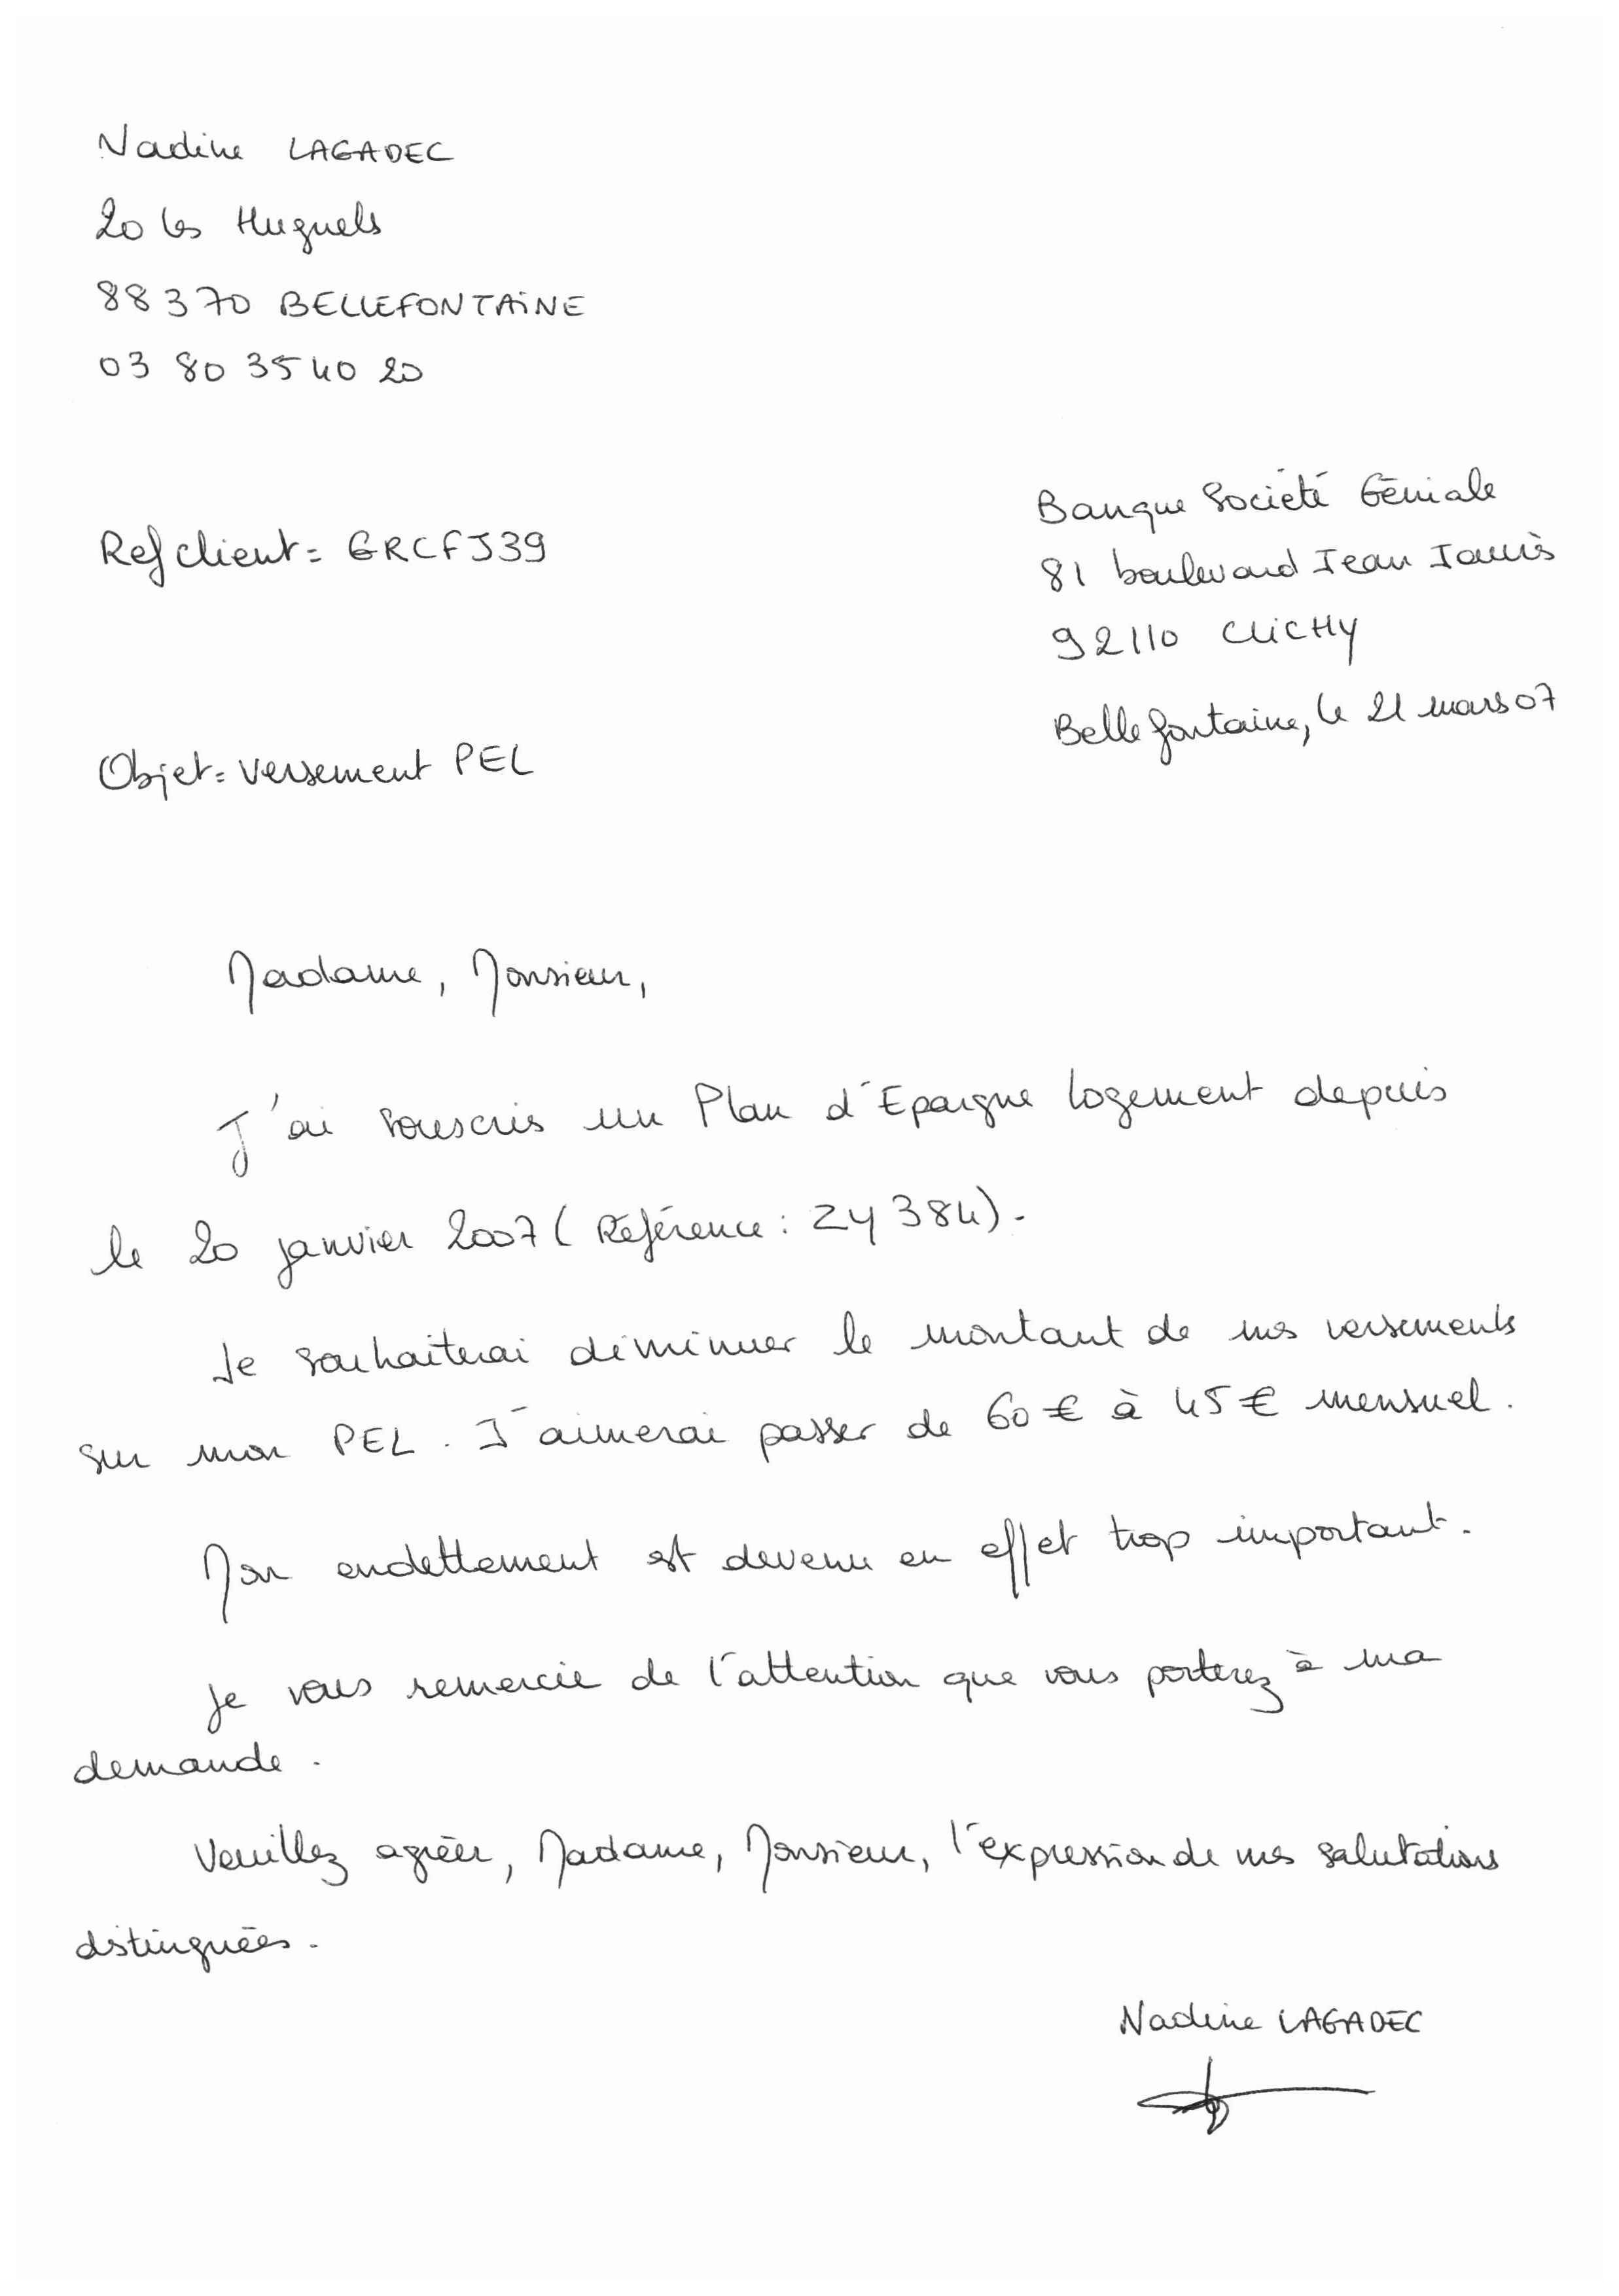 Nadine LAGADEC
20 les Huguels
88370 BELLEFONTAINE
03 80 35 40 20
Banque Société Géniale
Ref client = GRCFJ39
81 boulevard Jean Jaurès
92110 CLICHY
Bellefontaine, le 21 mars 07
Objet = versement PEL
Madame, Monsieur,
J'ai souscris un Plan d'Epargne logement depuis
le 20 janvier 2007 (Référence : ZY384).
Je souhaiterai diminuer le montant de mes versements
sur mon PEL. J'aimerai passer de 60€ à 45€ mensuel.
Mon endettement est devenu en effet trop important.
Je vous remercie de l'attention que vous porterez à ma
demande.
Veuillez agréer, Madame, Monsieur, l'expression de mes salutations
distinguées.
Nadine LAGADEC